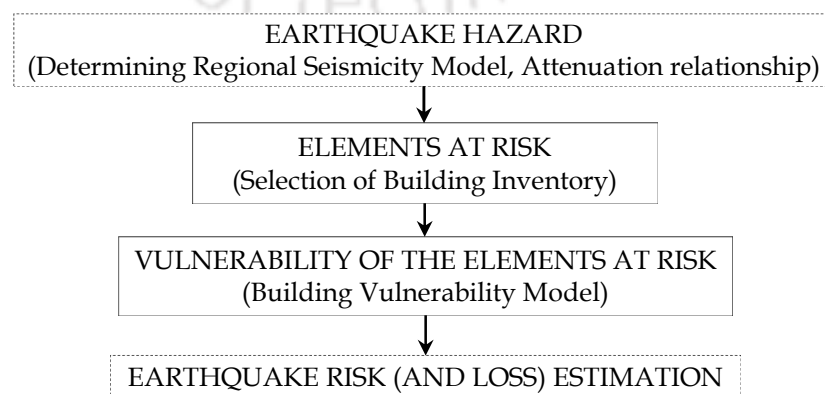 EARTHQUAKE HAZARD
(Determining Regional Seismicity Model, Attenuation relationship)
ELEMENTS AT RISK
(Selection of Building Inventory)
VULNERABILITY OF THE ELEMENTS AT RISK
(Building Vulnerability Model)
EARTHQUAKE RISK (AND LOSS) ESTIMATION